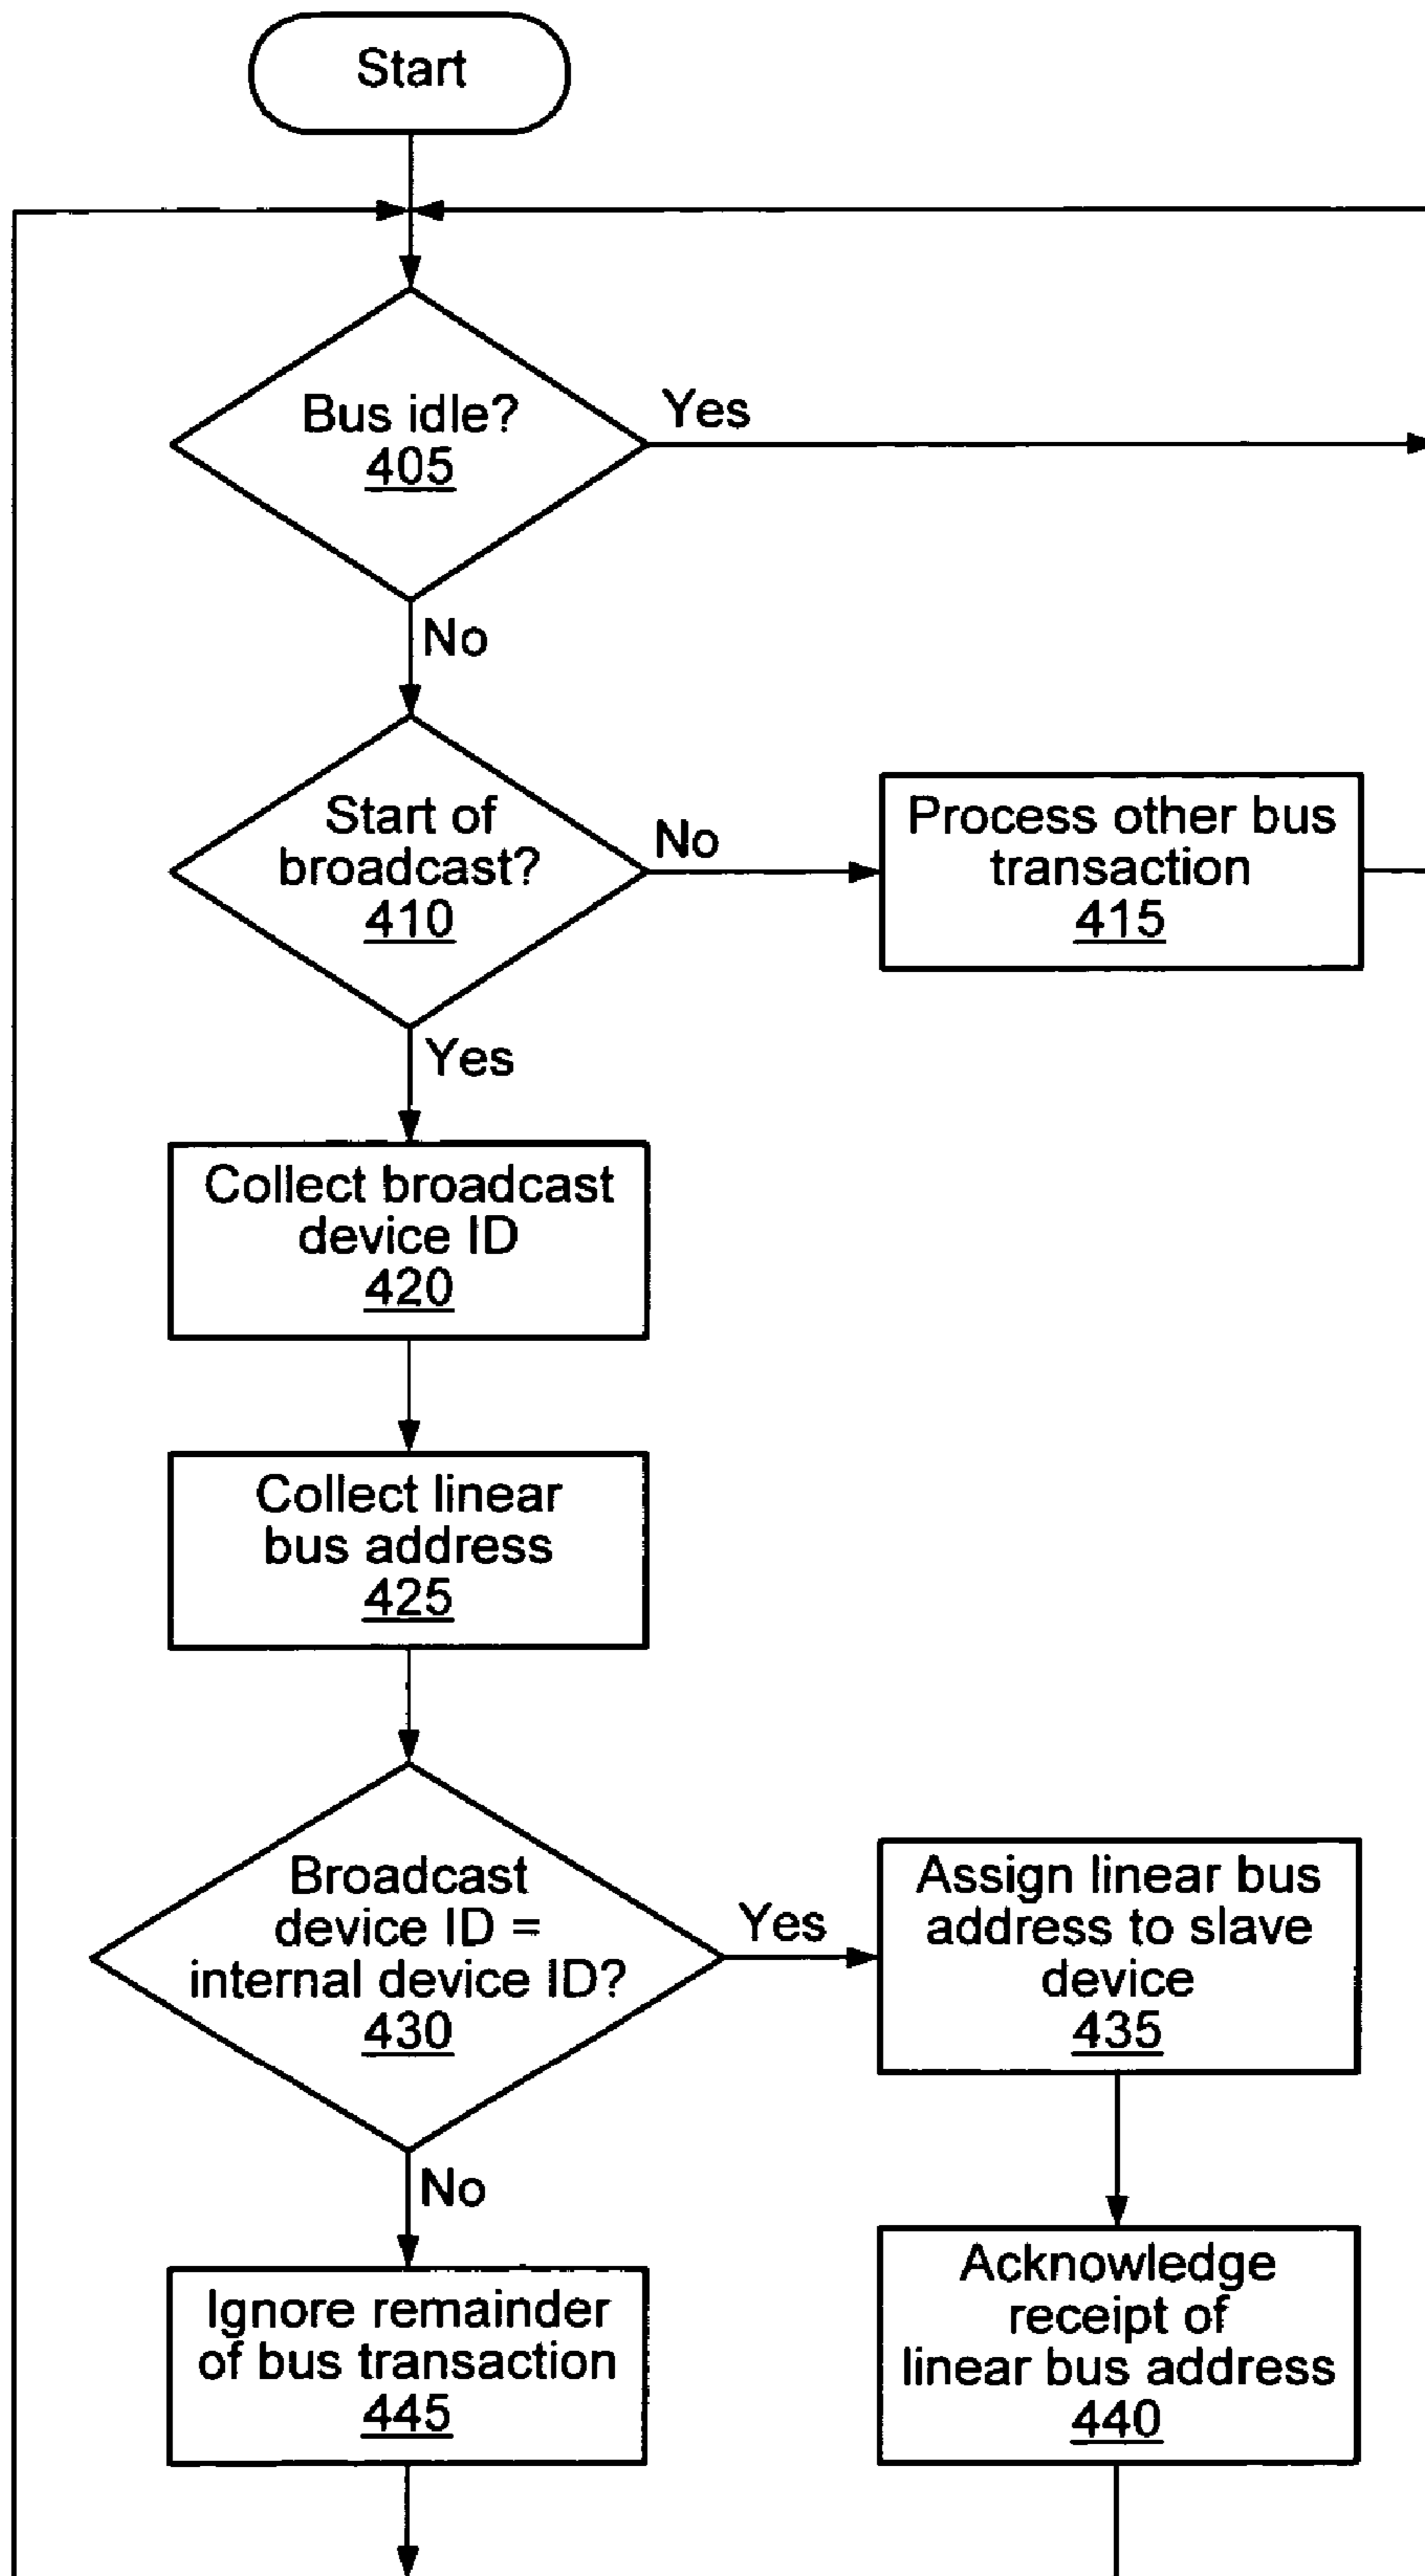 Start
Bus idle?
405
Yes
No
Start of
broadcast?
410
No
Process other bus
transaction
415
Yes
Collect broadcast
device ID
420
Collect linear
bus address
425
Broadcast
device ID =
internal device ID?
430
Yes
Assign linear bus
address to slave
device
435
No
Ignore remainder
of bus transaction
445
Acknowledge
receipt of
linear bus address
440